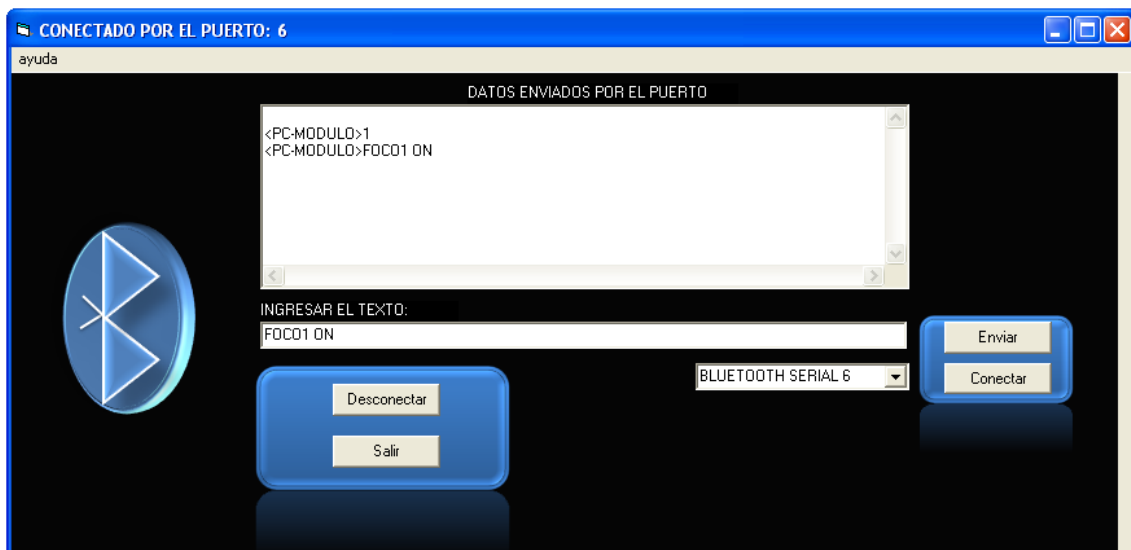 CONECTADO POR EL PUERTO: 6
ayuda
DATOS ENVIADOS POR EL PUERTO
<PC-MODULO>1
<PC-MODULO>FOCO1 ON
INGRESAR EL TEXTO:
FOCO1 ON
Enviar
BLUETOOTH SERIAL 6
Conectar
Desconectar
Salir